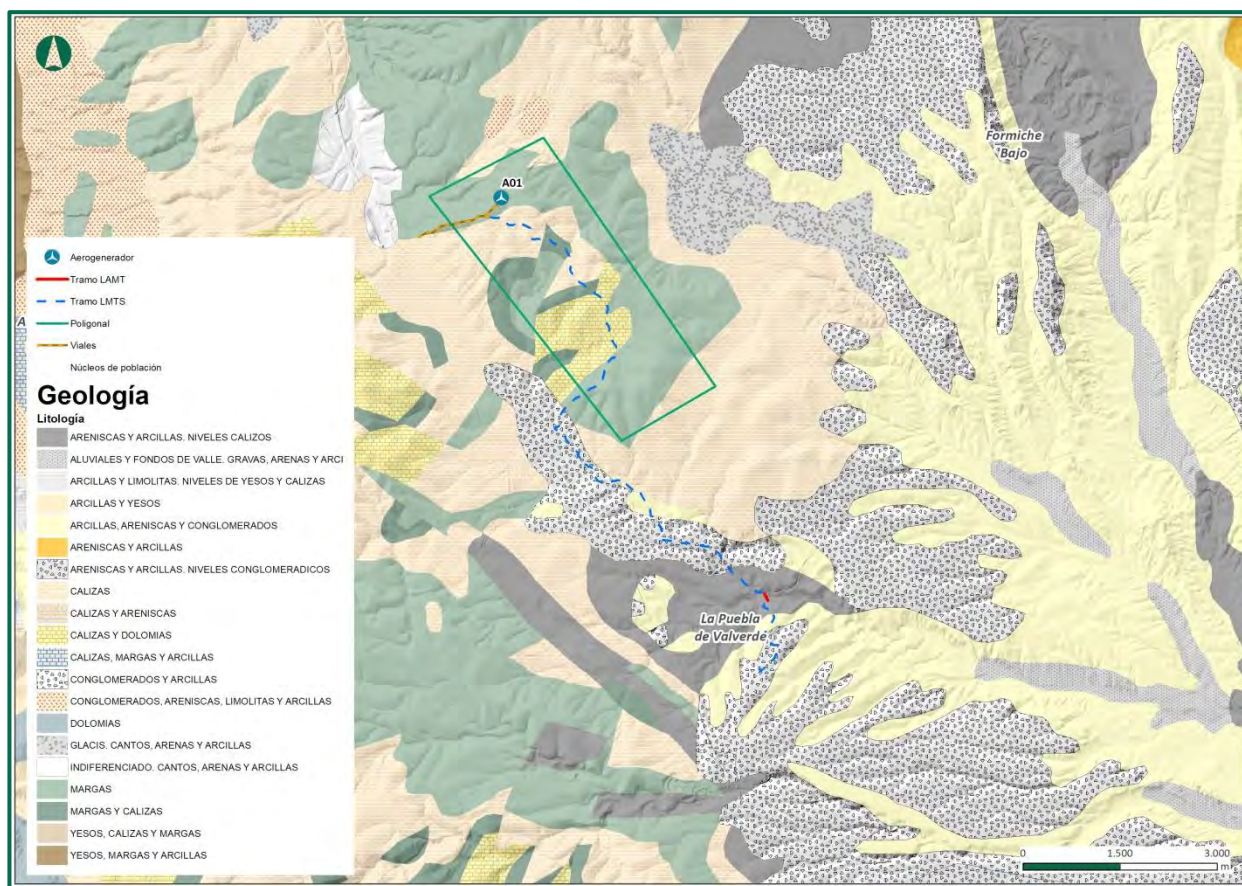 Formiche
Bajo
A01
Aerogenerador
Tramo LAMT
Tramo LMTS
Poligonal
Viales
Núcleos de población
A
Geología
Litología
ARENISCAS Y ARCILLAS. NIVELES CALIZOS
ALUVIALES Y FONDOS DE VALLE. GRAVAS, ARENAS Y ARCI
ARCILLAS Y LIMOLITAS. NIVELES DE YESOS Y CALIZAS
ARCILLAS Y YESOS
ARCILLAS, ARENISCAS Y CONGLOMERADOS
ARENISCAS Y ARCILLAS
ARENISCAS Y ARCILLAS. NIVELES CONGLOMERADICOS
CALIZAS
CALIZAS Y ARENISCAS
CALIZAS Y DOLOMIAS
CALIZAS, MARGAS Y ARCILLAS
CONGLOMERADOS Y ARCILLAS
CONGLOMERADOS, ARENISCAS, LIMOLITAS Y ARCILLAS
DOLOMIAS
GLACIS. CANTOS, ARENAS Y ARCILLAS
INDIFERENCIADO. CANTOS, ARENAS Y ARCILLAS
MARGAS
MARGAS Y CALIZAS
YESOS, CALIZAS Y MARGAS
YESOS, MARGAS Y ARCILLAS
La Puebla
de Valverde
0 1.500 3.000
m